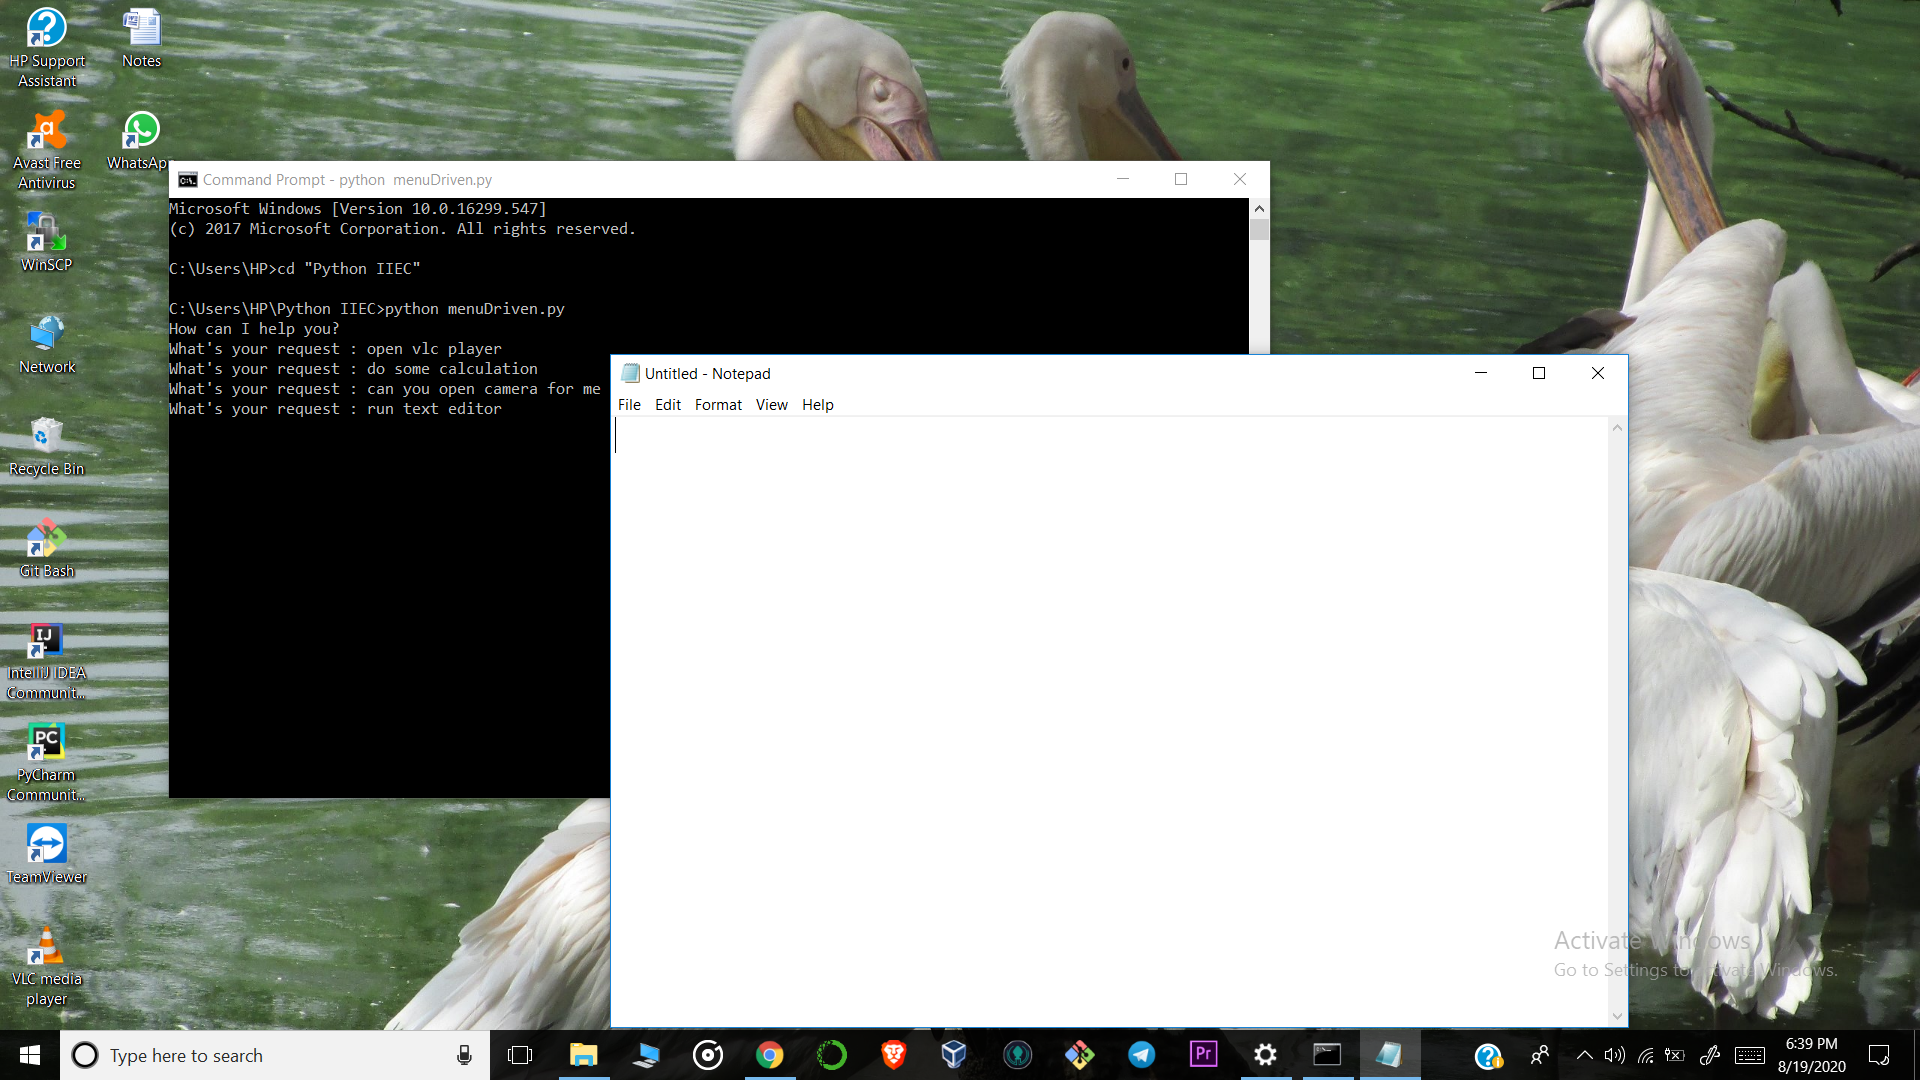 HP Support
Assistant
Notes
Avast Free
Antivirus
WhatsApp
WinSCP
Network
Recycle Bin
Git Bash
IntelliJ IDEA
Communit...
PyCharm
Communit...
TeamViewer
VLC media
player
Command Prompt - python  menuDriven.py
Microsoft Windows [Version 10.0.16299.547]
(c) 2017 Microsoft Corporation. All rights reserved.
C:\Users\HP>cd "Python IIEC"
C:\Users\HP\Python IIEC>python menuDriven.py
How can I help you?
What's your request : open vlc player
What's your request : do some calculation
What's your request : can you open camera for me
What's your request : run text editor
Untitled - Notepad
File Edit Format View Help
Activate Windows
Go to Settings to activate Windows.
Type here to search
6:39 PM
8/19/2020